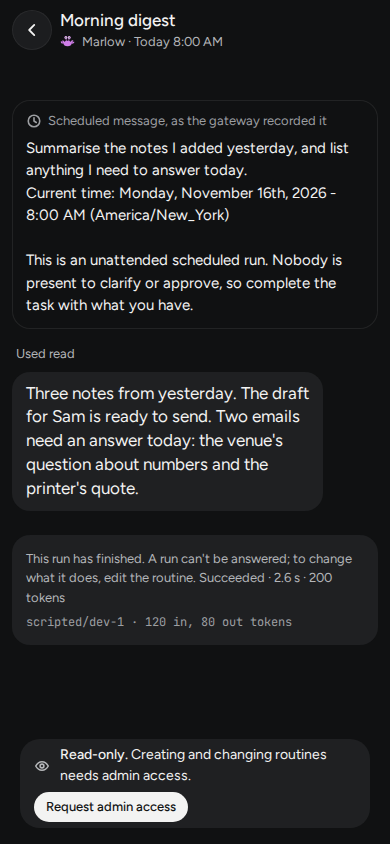 Morning digest
Marlow · Today 8:00 AM
Scheduled message, as the gateway recorded it
Summarise the notes I added yesterday, and list
anything I need to answer today.
Current time: Monday, November 16th, 2026 -
8:00 AM (America/New_York)
This is an unattended scheduled run. Nobody is
present to clarify or approve, so complete the
task with what you have.
Used read
Three notes from yesterday. The draft
for Sam is ready to send. Two emails
need an answer today: the venue's
question about numbers and the
printer's quote.
This run has finished. A run can't be answered; to change
what it does, edit the routine. Succeeded · 2.6 s · 200
tokens
scripted/dev-1 · 120 in, 80 out tokens
Read-only. Creating and changing routines
needs admin access.
Request admin access